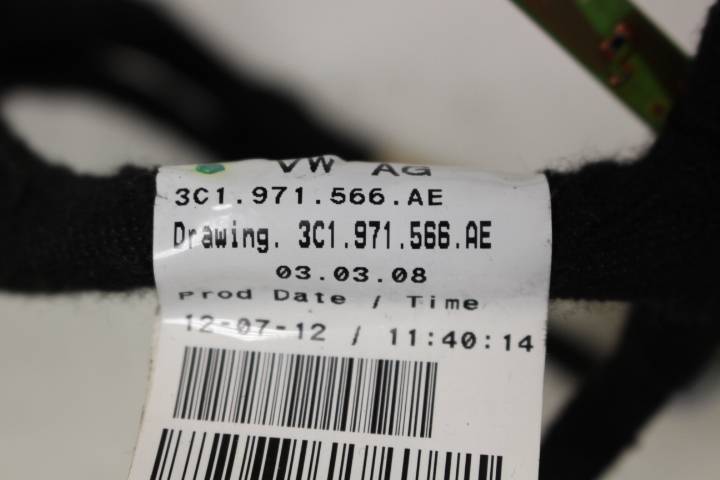 VW AG
3C1.971.566.AE
Drawing. 3C1.971.566.AE
03.03.08
Prod Date / Time
12-07-12 / 11:40:14